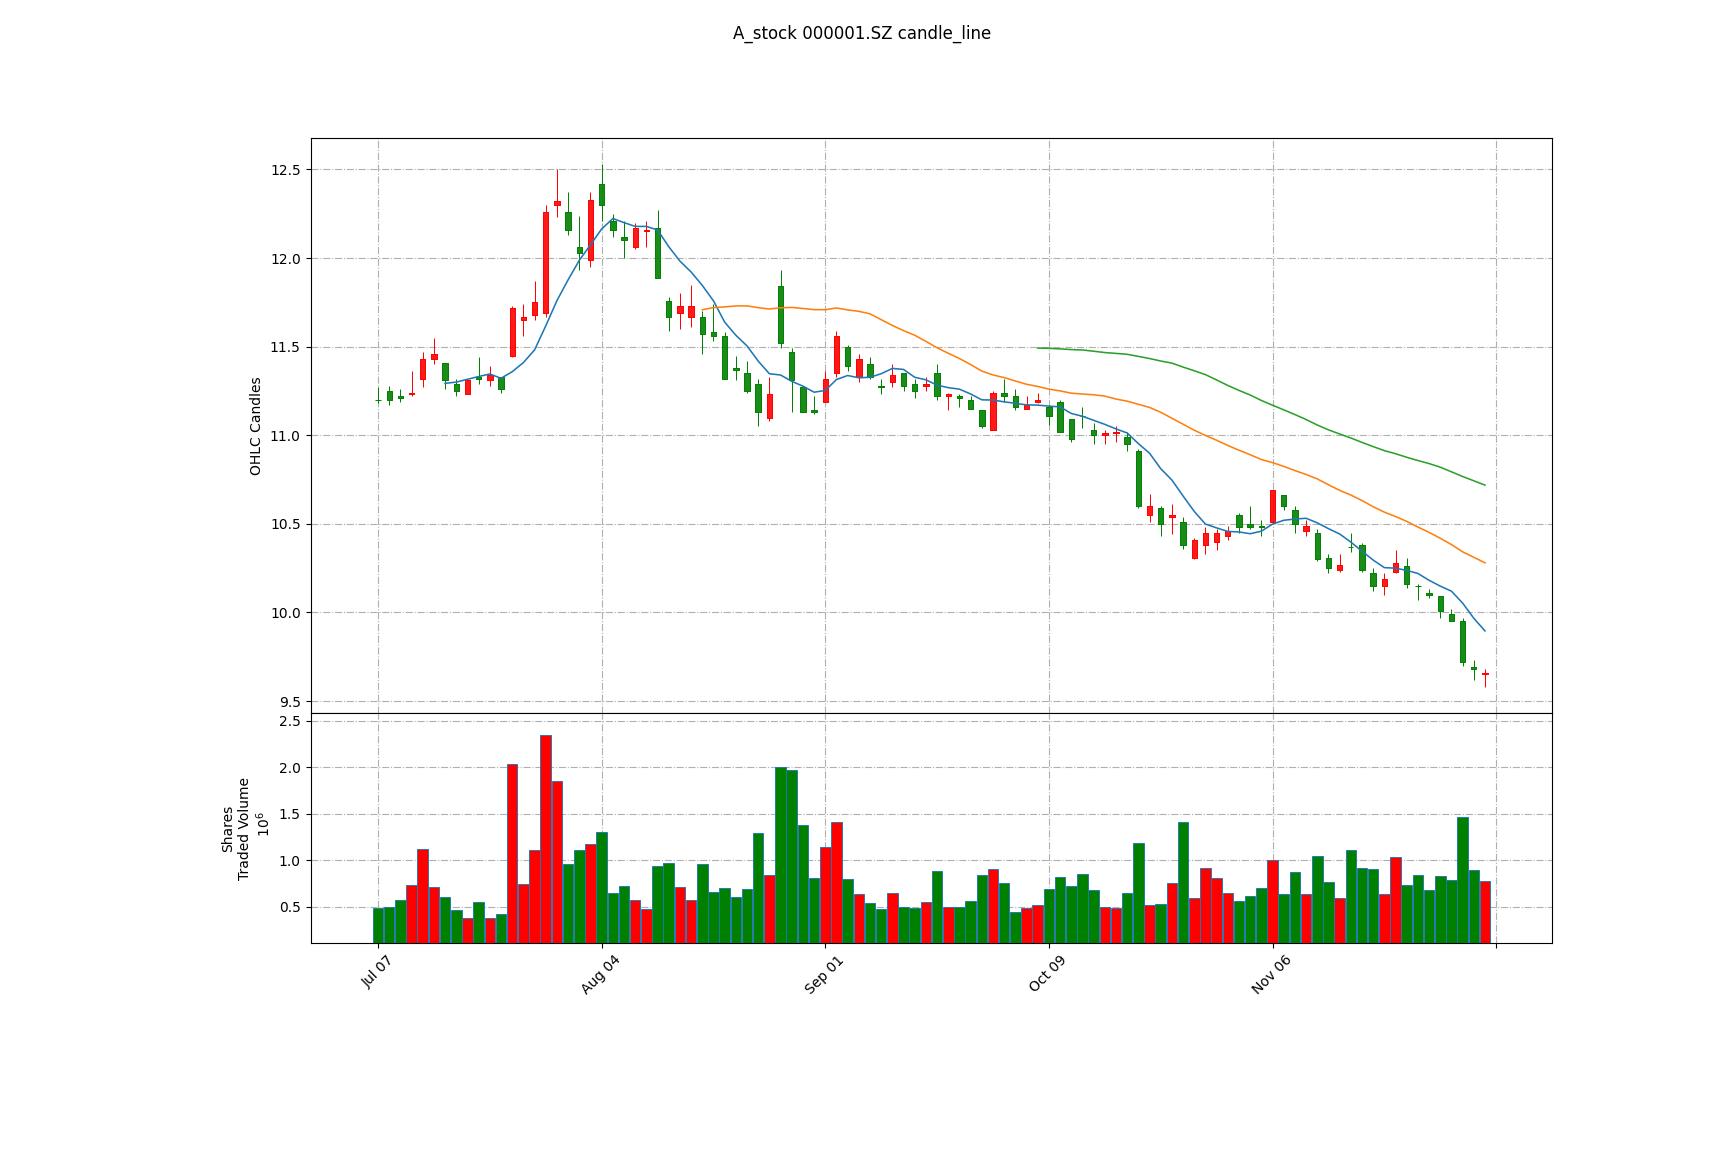 A_stock 000001.SZ candle_line
OHLC Candles
12.5
12.0
11.5
11.0
10.5
10.0
9.5
Shares
Traded Volume
10⁶
2.5
2.0
1.5
1.0
0.5
Jul 07
Aug 04
Sep 01
Oct 09
Nov 06